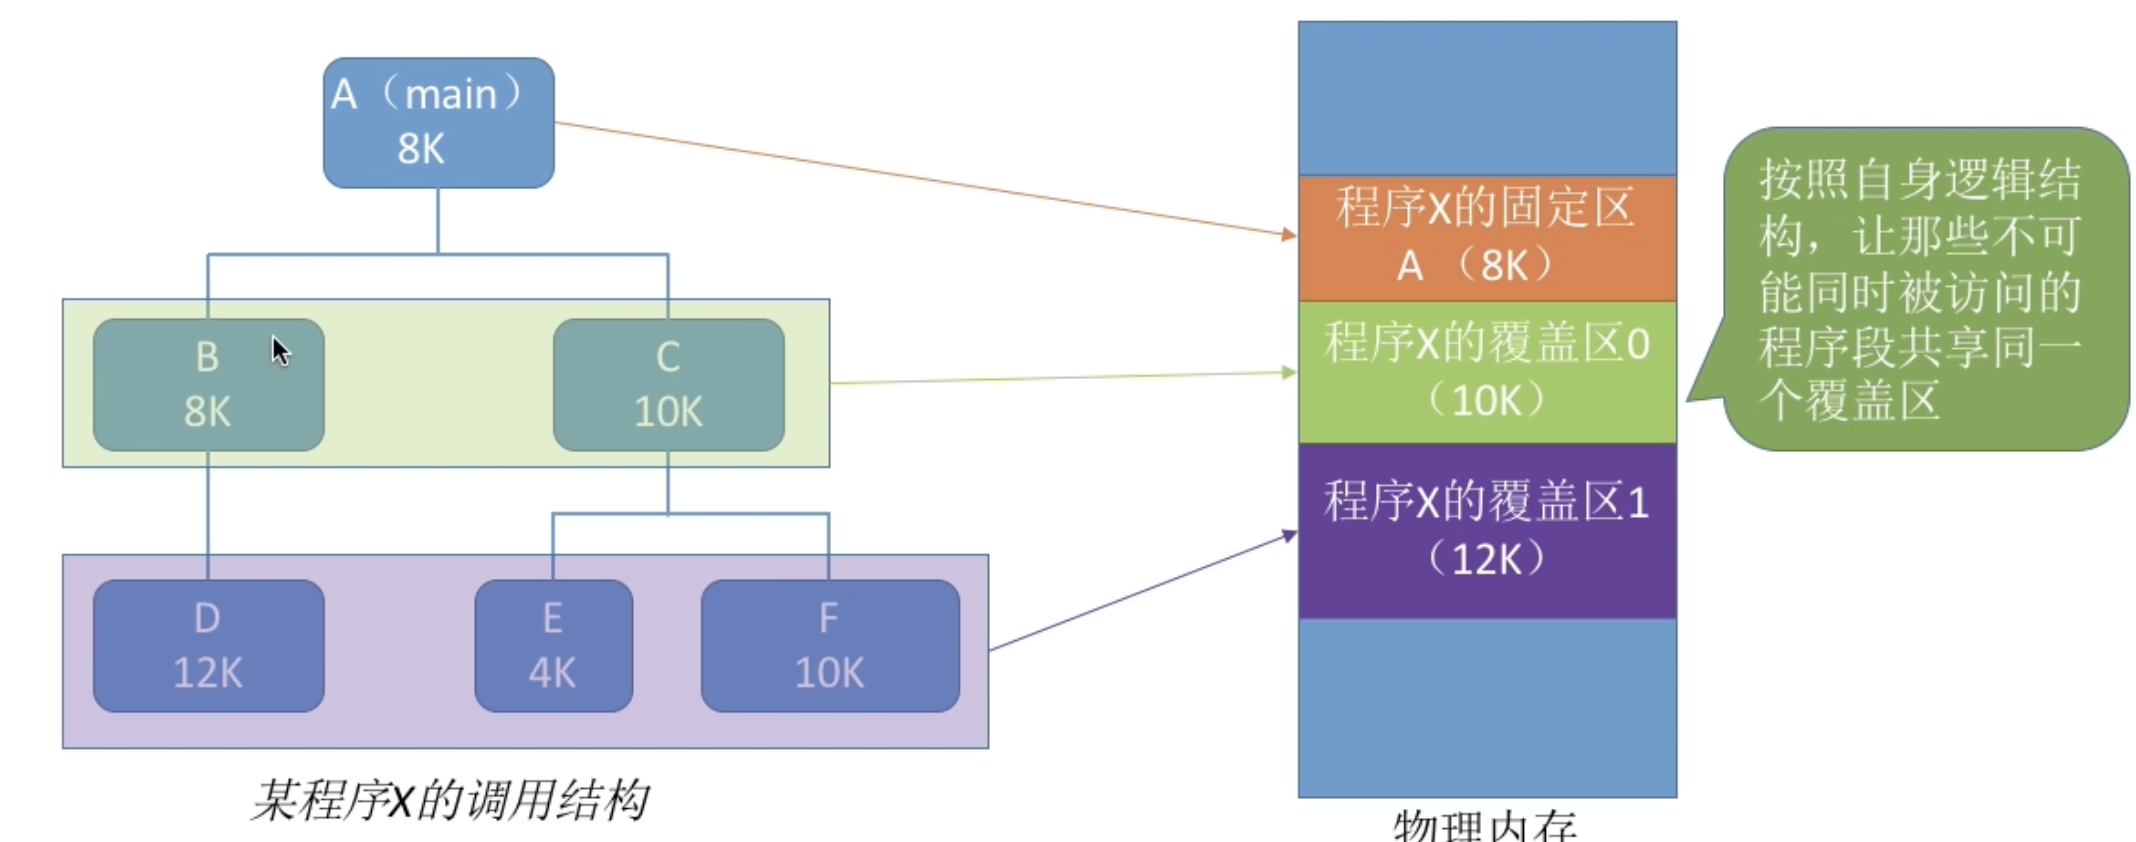 A（main）
8K
B
8K
C
10K
D
12K
E
4K
F
10K
某程序X的调用结构
程序X的固定区
A （8K）
程序X的覆盖区0
（10K）
程序X的覆盖区1
（12K）
物理内存
按照自身逻辑结
构，让那些不可
能同时被访问的
程序段共享同一
个覆盖区